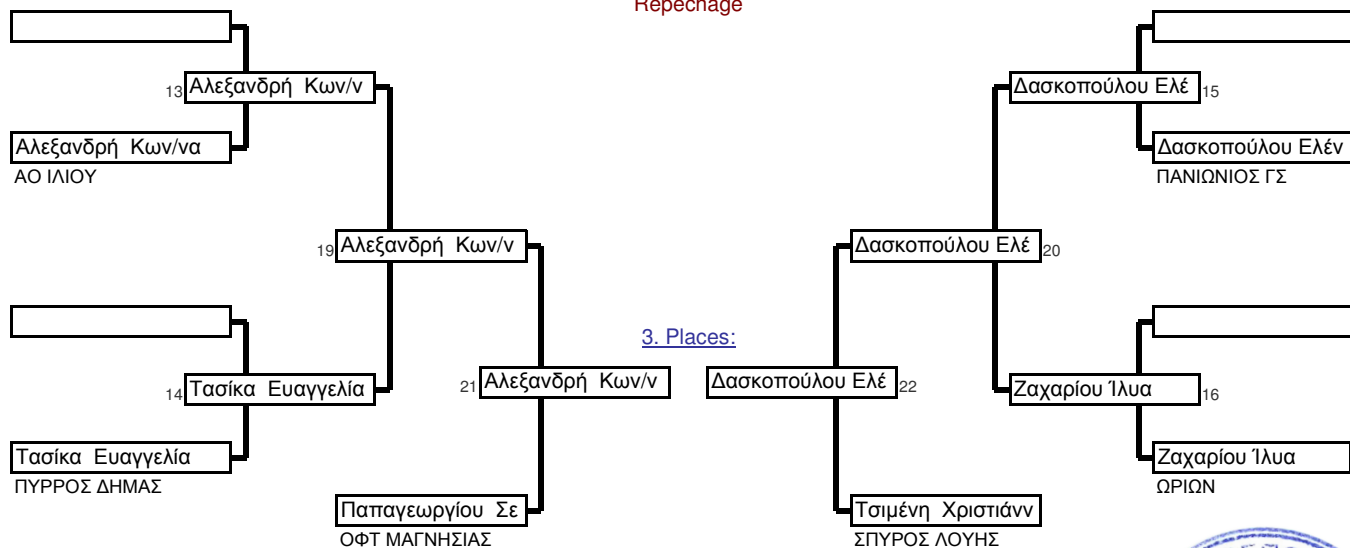 Repechage
13 Αλεξανδρή Κων/ν
Δασκοπούλου Ελέ 15
Αλεξανδρή Κων/να
ΑΟ ΙΛΙΟΥ
Δασκοπούλου Ελέν
ΠΑΝΙΩΝΙΟΣ ΓΣ
19 Αλεξανδρή Κων/ν
Δασκοπούλου Ελέ 20
3. Places:
14 Τασίκα Ευαγγελία
21 Αλεξανδρή Κων/ν
Δασκοπούλου Ελέ 22
Ζαχαρίου Ίλυα 16
Τασίκα Ευαγγελία
ΠΥΡΡΟΣ ΔΗΜΑΣ
Ζαχαρίου Ίλυα
ΩΡΙΩΝ
Παπαγεωργίου Σε
ΟΦΤ ΜΑΓΝΗΣΙΑΣ
Τσιμένη Χριστιάνν
ΣΠΥΡΟΣ ΛΟΥΗΣ